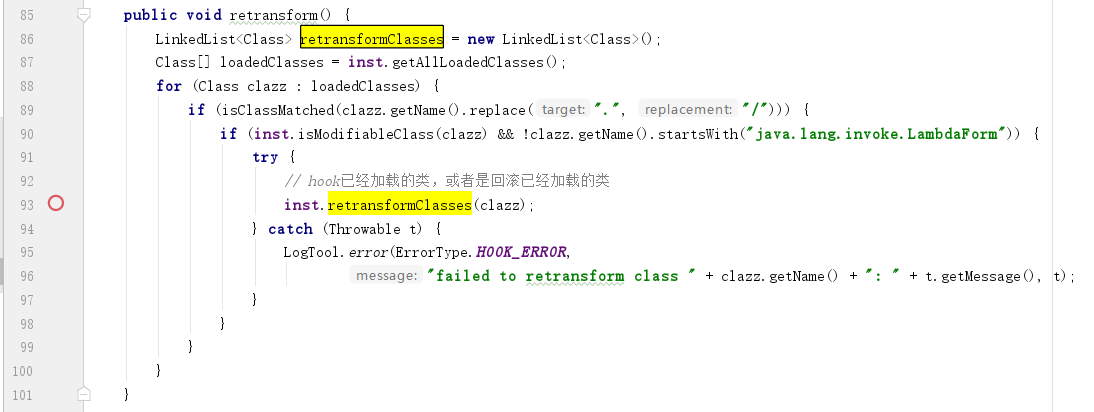 85 public void retransform() {
86 LinkedList<Class> retransformClasses = new LinkedList<Class>();
87 Class[] loadedClasses = inst.getAllLoadedClasses();
88 for (Class clazz : loadedClasses) {
89 if (isClassMatched(clazz.getName().replace( target: ".", replacement: "/"))) {
90 if (inst.isModifiableClass(clazz) && !clazz.getName().startsWith("java.lang.invoke.LambdaForm")) {
91 try {
92 // hook已经加载的类，或者是回滚已经加载的类
93 inst.retransformClasses(clazz);
94 } catch (Throwable t) {
95 LogTool.error(ErrorType.HOOK_ERROR,
96 message: "failed to retransform class " + clazz.getName() + ": " + t.getMessage(), t);
97 }
98 }
99 }
100 }
101 }